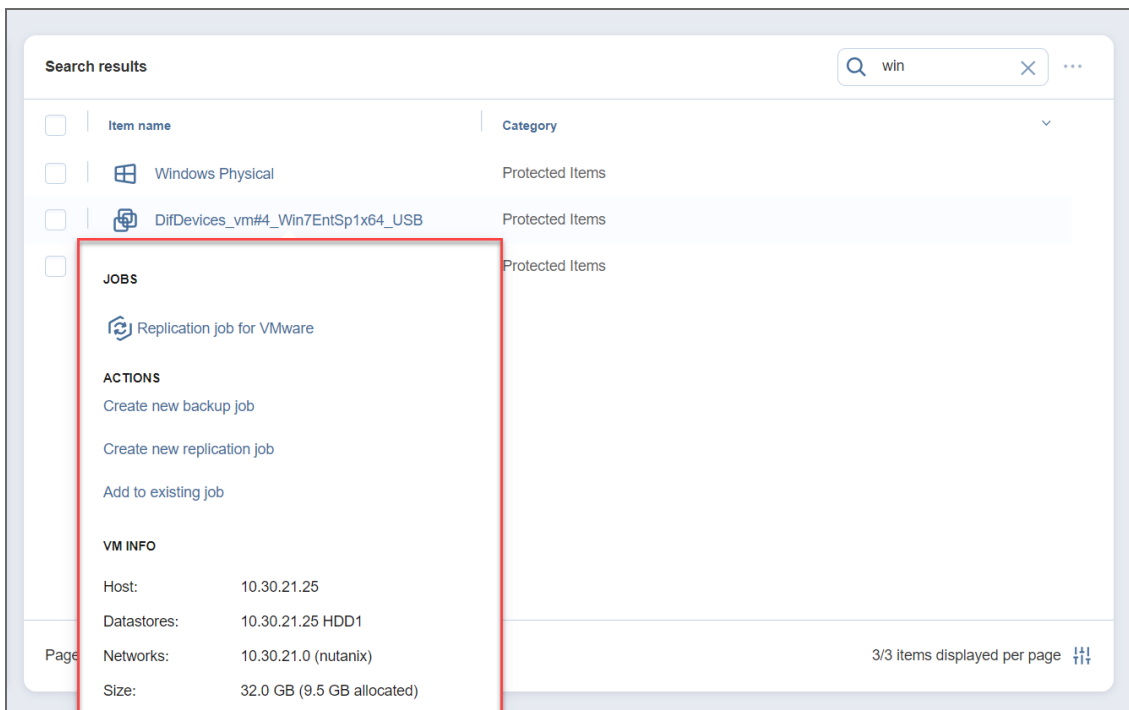 Search results
win
Item name Category
Windows Physical Protected Items
DifDevices_vm#4_Win7EntSp1x64_USB Protected Items
Protected Items
JOBS
Replication job for VMware
ACTIONS
Create new backup job
Create new replication job
Add to existing job
VM INFO
Host: 10.30.21.25
Datastores: 10.30.21.25 HDD1
Networks: 10.30.21.0 (nutanix)
Size: 32.0 GB (9.5 GB allocated)
Page
3/3 items displayed per page